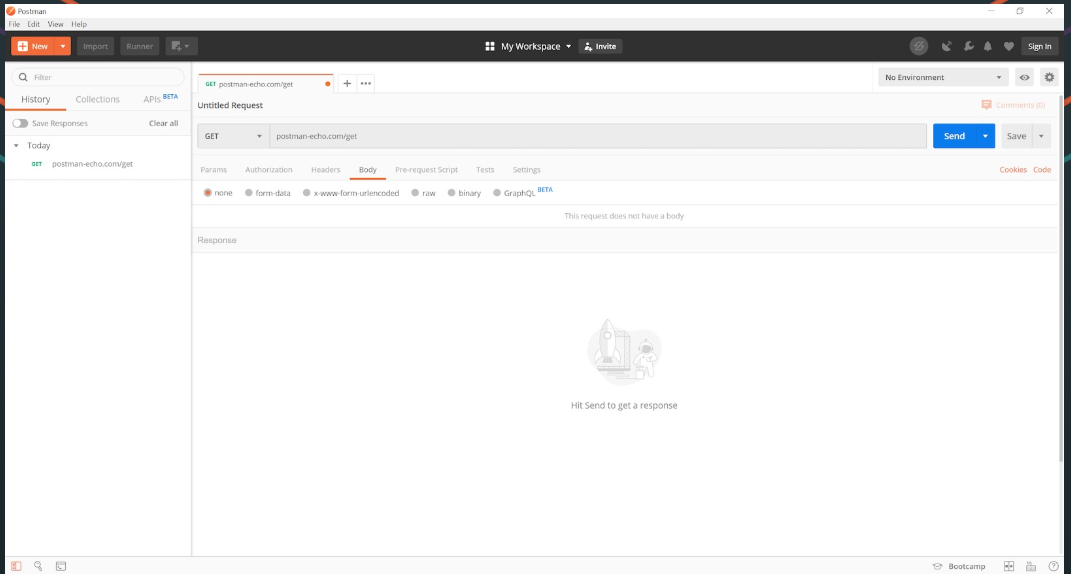 Postman
File Edit View Help
New Import Runner My Workspace Invite Sign In
Filter
History Collections APIs BETA
Save Responses Clear all
Today
GET postman-echo.com/get
GET postman-echo.com/get
No Environment
Untitled Request
Comments (0)
GET postman-echo.com/get Send Save
Params Authorization Headers Body Pre-request Script Tests Settings Cookies Code
none form-data x-www-form-urlencoded raw binary GraphQL BETA
This request does not have a body
Response
Hit Send to get a response
Bootcamp